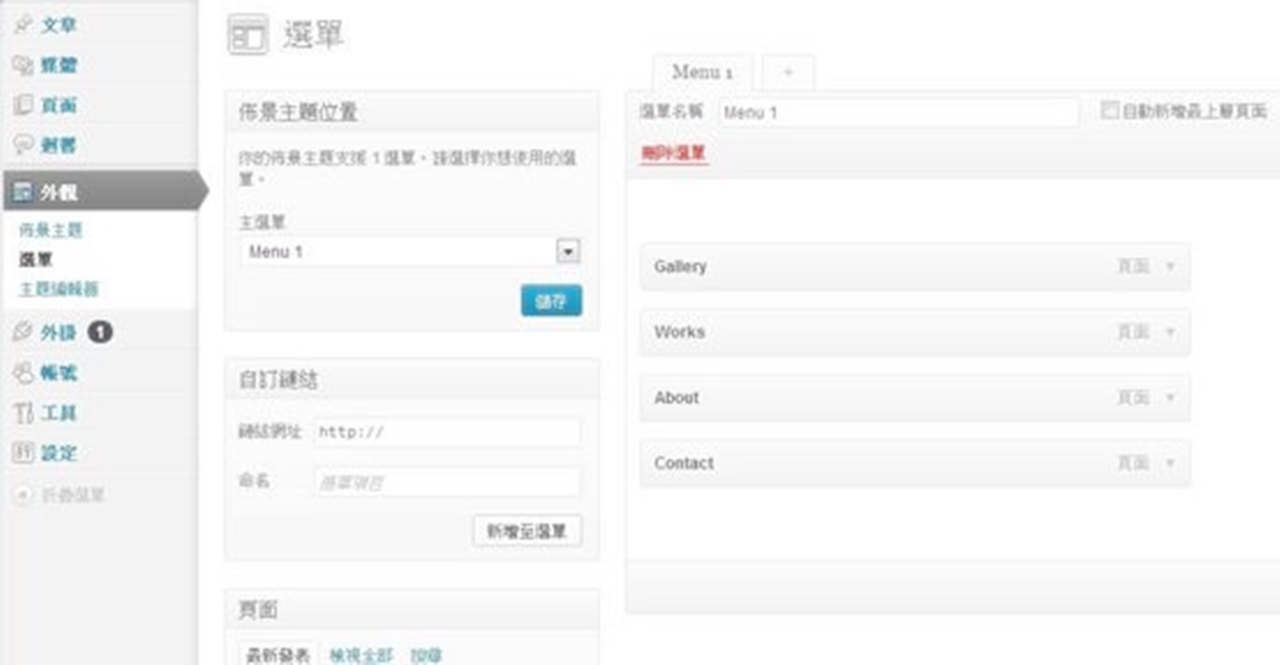 文章
媒體
頁面
迴響
外觀
佈景主題
選單
主題編輯器
外掛 1
帳號
工具
設定
折疊選單
選單
佈景主題位置
你的佈景主題支援 1 選單。請選擇你想使用的選
單。
主選單
Menu 1
儲存
自訂鏈結
鏈結網址 http://
命名 選單項目
新增至選單
頁面
最新發表 檢視全部 搜尋
Menu 1 +
選單名稱 Menu 1 自動新增最上層頁面
刪除選單
Gallery 頁面
Works 頁面
About 頁面
Contact 頁面